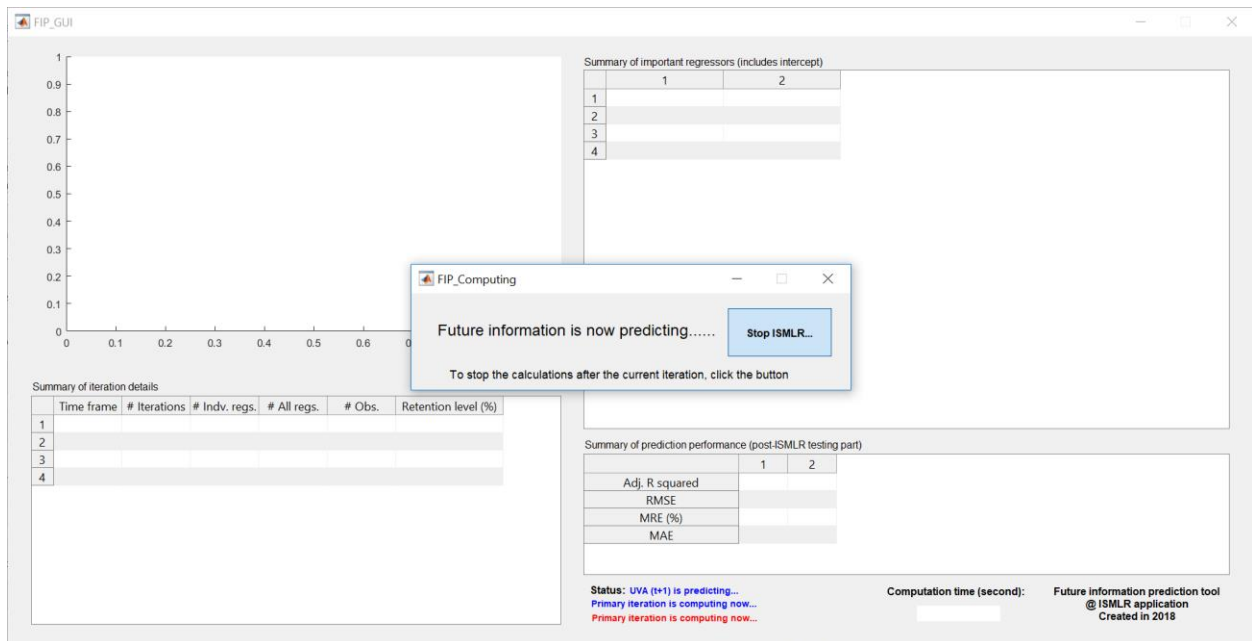 FIP_GUI
1
0.9
0.8
0.7
0.6
0.5
0.4
0.3
0.2
0.1
0
0 0.1 0.2 0.3 0.4 0.5 0.6
Summary of important regressors (includes intercept)
1 2
1
2
3
4
FIP_Computing
Future information is now predicting...... Stop ISMLR...
To stop the calculations after the current iteration, click the button
Summary of iteration details
Time frame # Iterations # Indv. regs. # All regs. # Obs. Retention level (%)
1
2
3
4
Summary of prediction performance (post-ISMLR testing part)
1 2
Adj. R squared
RMSE
MRE (%)
MAE
Status: UVA (t+1) is predicting...
Primary iteration is computing now...
Primary iteration is computing now...
Computation time (second):
Future information prediction tool
@ ISMLR application
Created in 2018